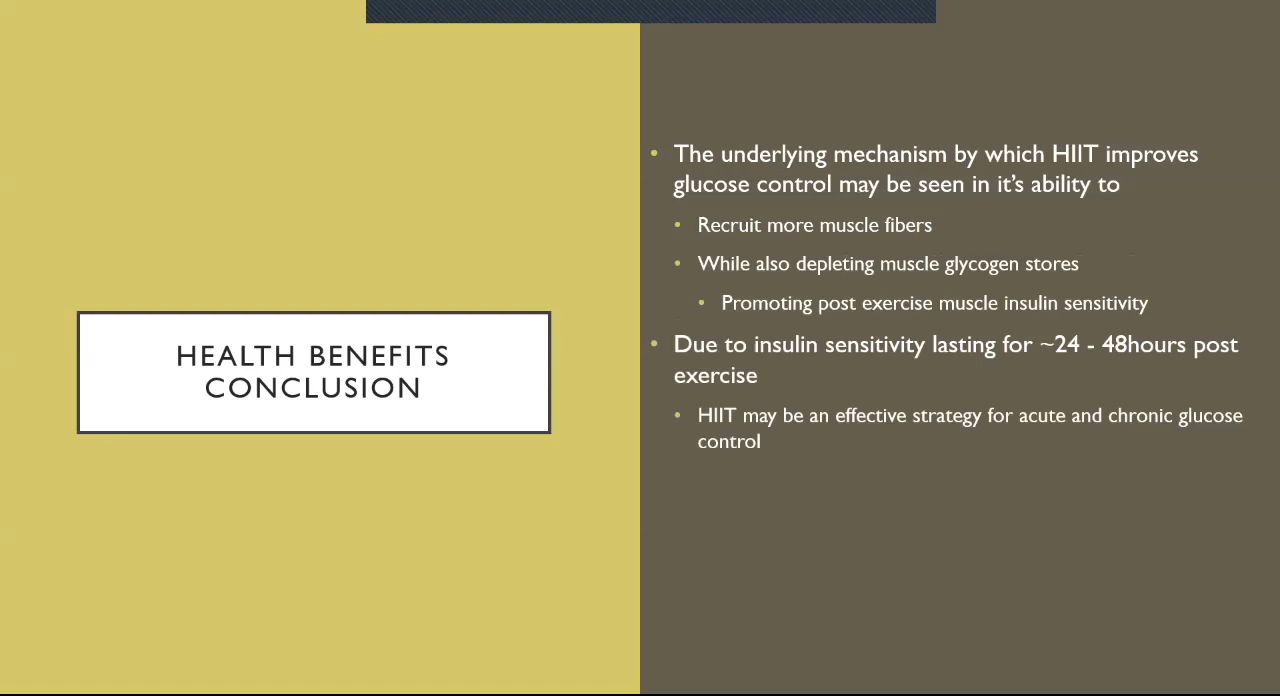 HEALTH BENEFITS
CONCLUSION
• The underlying mechanism by which HIIT improves
glucose control may be seen in it’s ability to
• Recruit more muscle fibers
• While also depleting muscle glycogen stores
• Promoting post exercise muscle insulin sensitivity
• Due to insulin sensitivity lasting for ~24 - 48hours post
exercise
• HIIT may be an effective strategy for acute and chronic glucose
control